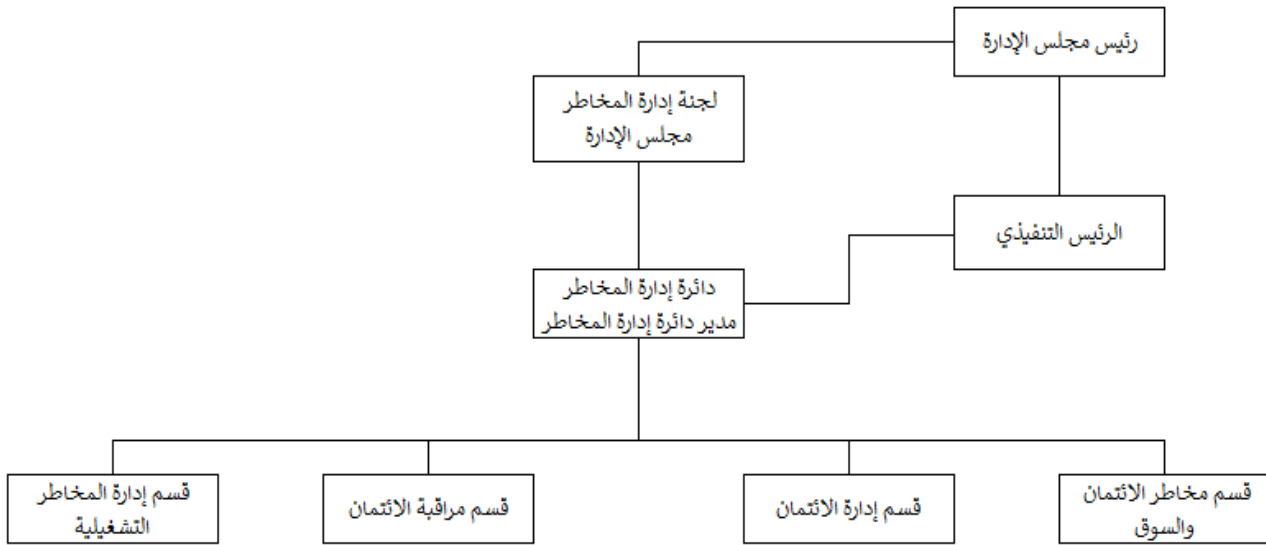 رئيس مجلس الإدارة
لجنة إدارة المخاطر
مجلس الإدارة
الرئيس التنفيذي
دائرة إدارة المخاطر
مدير دائرة إدارة المخاطر
قسم مخاطر الائتمان
والسوق
قسم إدارة الائتمان
قسم مراقبة الائتمان
قسم إدارة المخاطر
التشغيلية